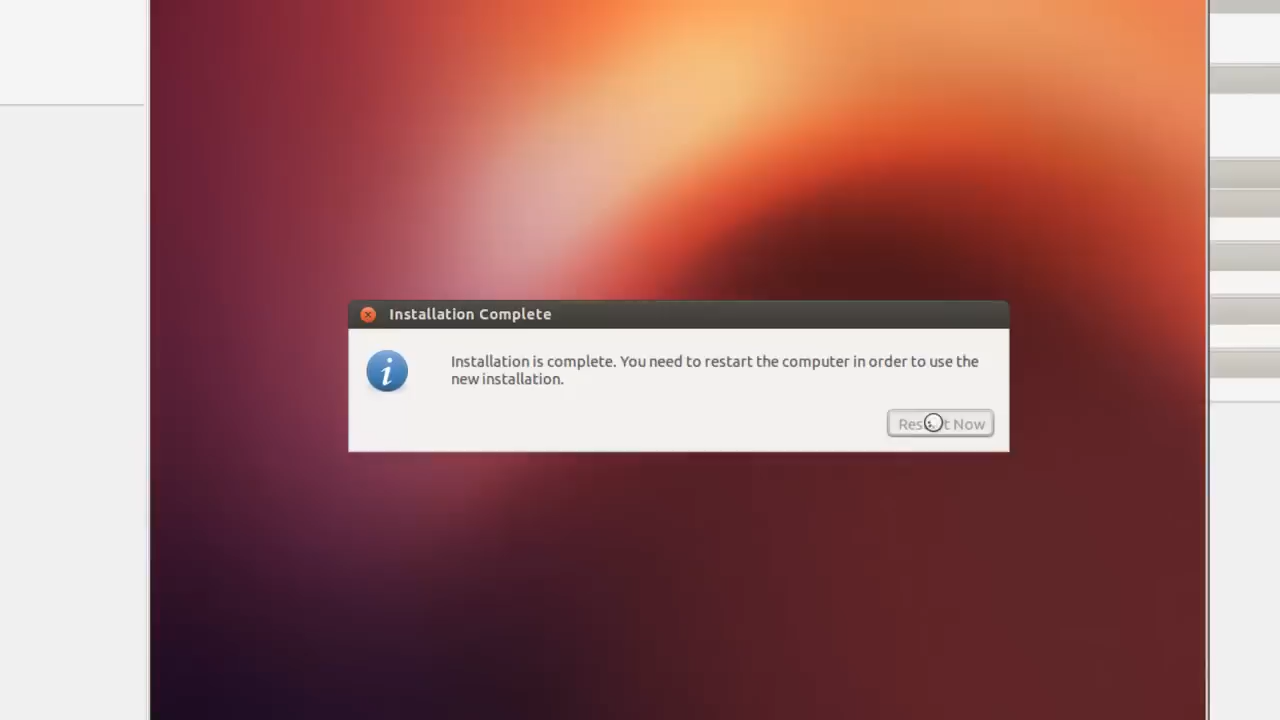 Installation Complete
Installation is complete. You need to restart the computer in order to use the
new installation.
Restart Now